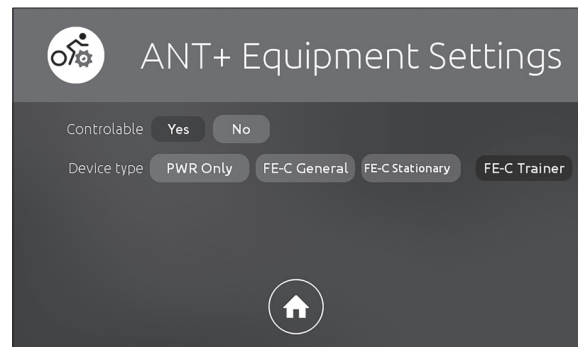 ANT+ Equipment Settings
Controlable Yes No
Device type PWR Only FE-C General FE-C Stationary FE-C Trainer